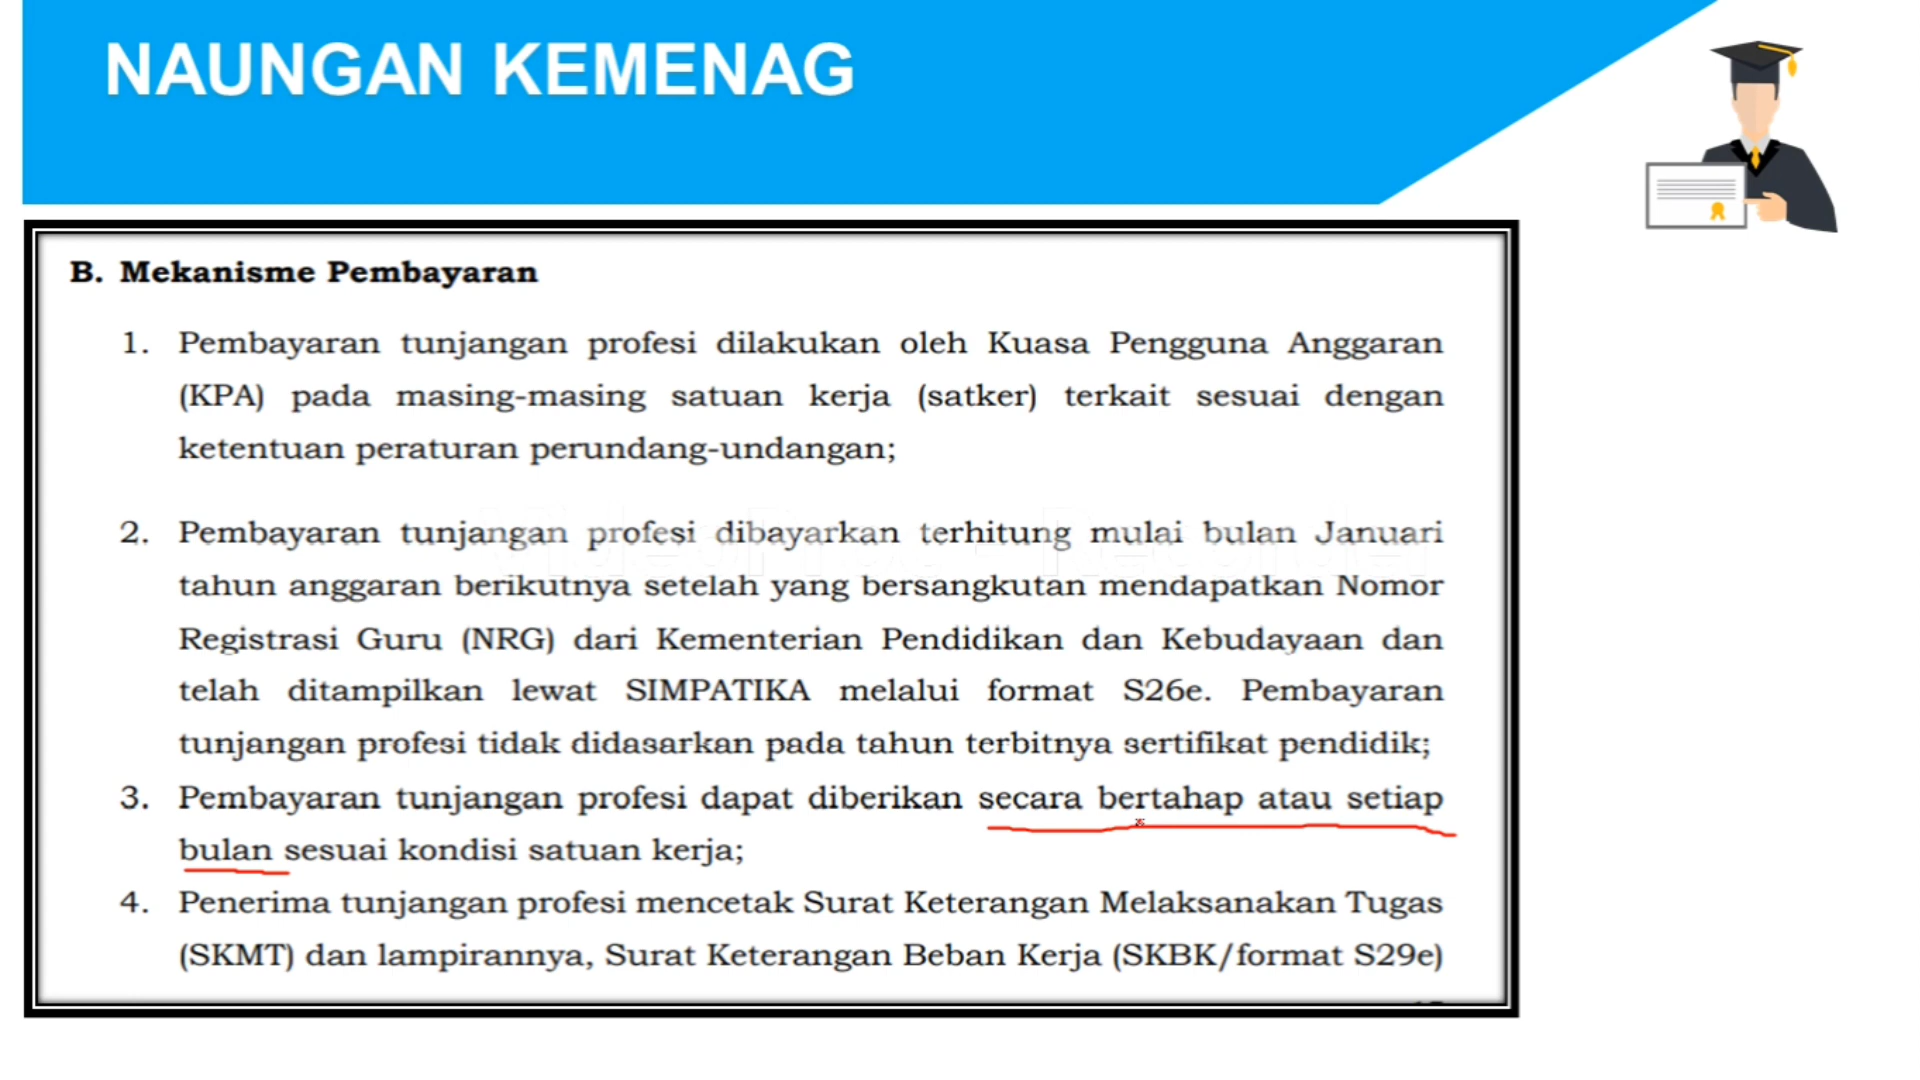 NAUNGAN KEMENAG
B. Mekanisme Pembayaran
1. Pembayaran tunjangan profesi dilakukan oleh Kuasa Pengguna Anggaran
(KPA) pada masing-masing satuan kerja (satker) terkait sesuai dengan
ketentuan peraturan perundang-undangan;
2. Pembayaran tunjangan profesi dibayarkan terhitung mulai bulan Januari
tahun anggaran berikutnya setelah yang bersangkutan mendapatkan Nomor
Registrasi Guru (NRG) dari Kementerian Pendidikan dan Kebudayaan dan
telah ditampilkan lewat SIMPATIKA melalui format S26e. Pembayaran
tunjangan profesi tidak didasarkan pada tahun terbitnya sertifikat pendidik;
3. Pembayaran tunjangan profesi dapat diberikan secara bertahap atau setiap
bulan sesuai kondisi satuan kerja;
4. Penerima tunjangan profesi mencetak Surat Keterangan Melaksanakan Tugas
(SKMT) dan lampirannya, Surat Keterangan Beban Kerja (SKBK/format S29e)